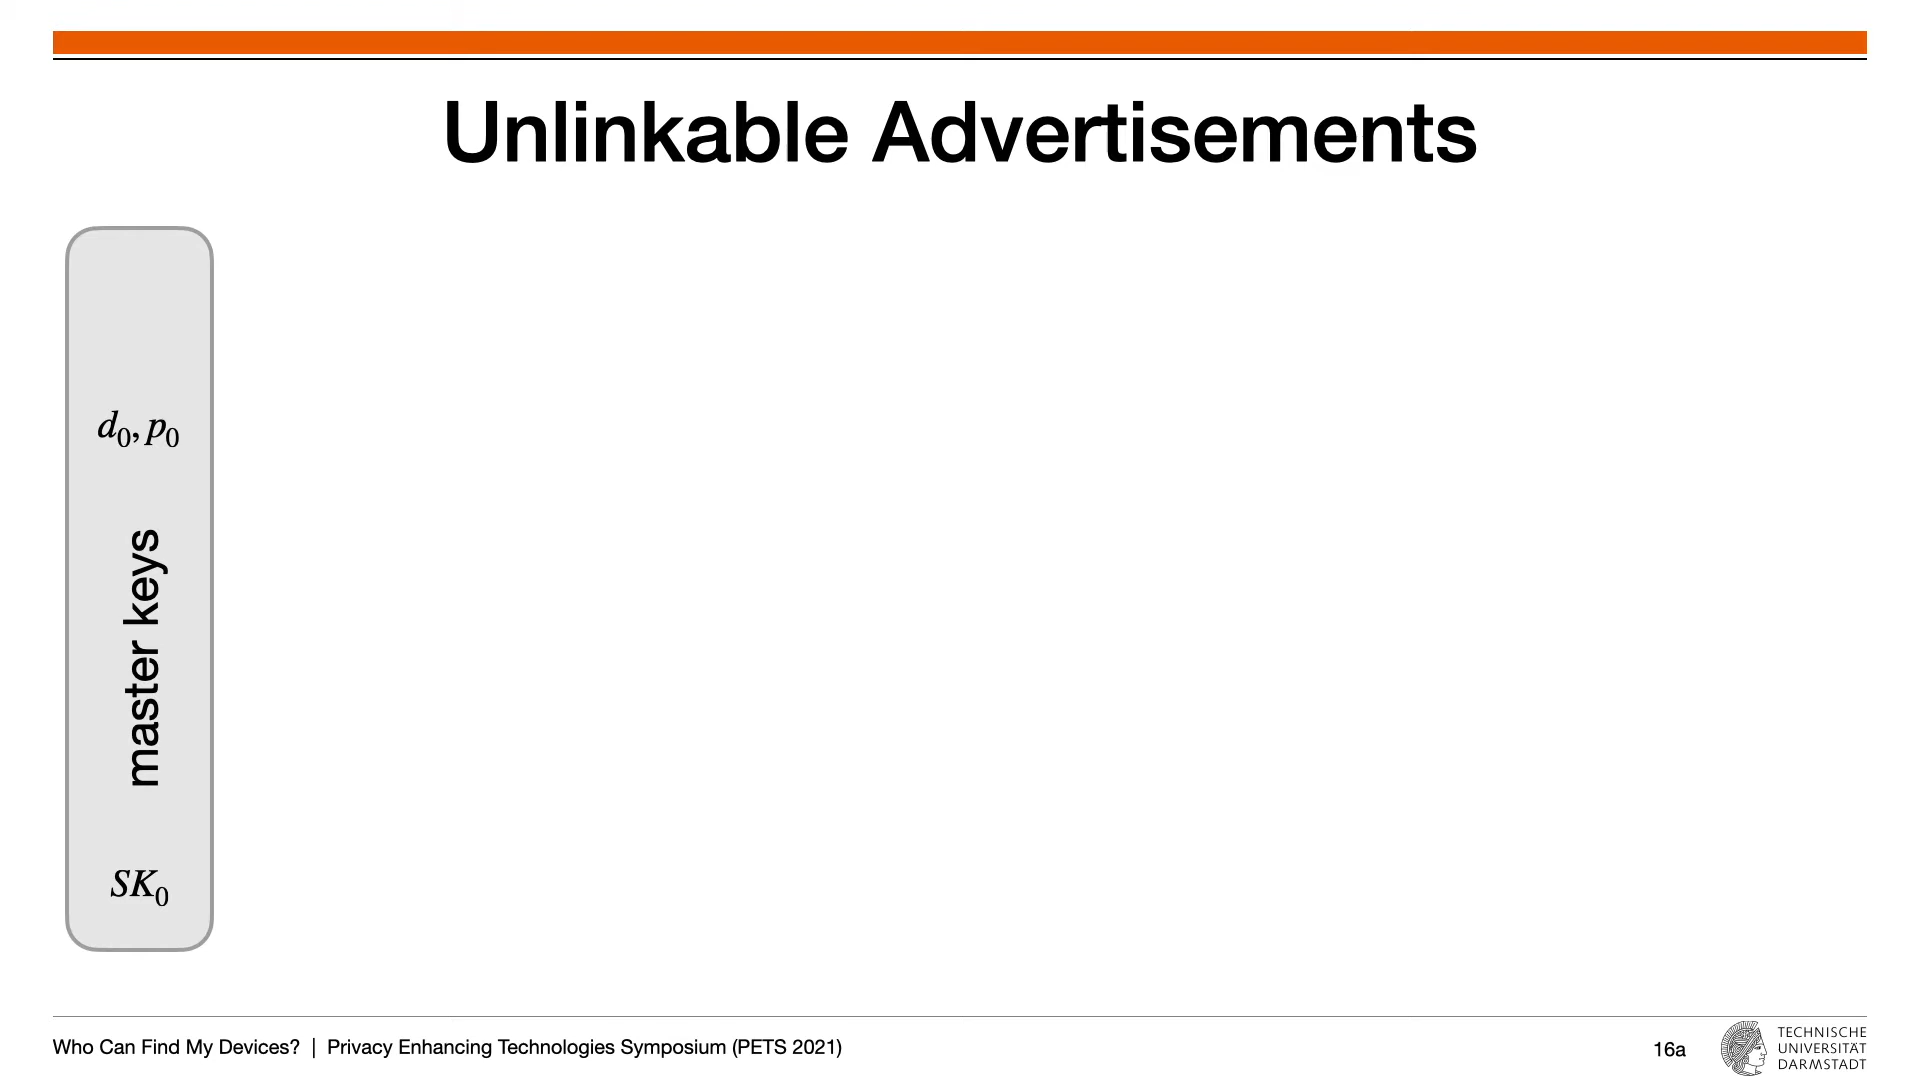 Unlinkable Advertisements
d₀, p₀
master keys
SK₀
Who Can Find My Devices? | Privacy Enhancing Technologies Symposium (PETS 2021)
16a
TECHNISCHE
UNIVERSITÄT
DARMSTADT